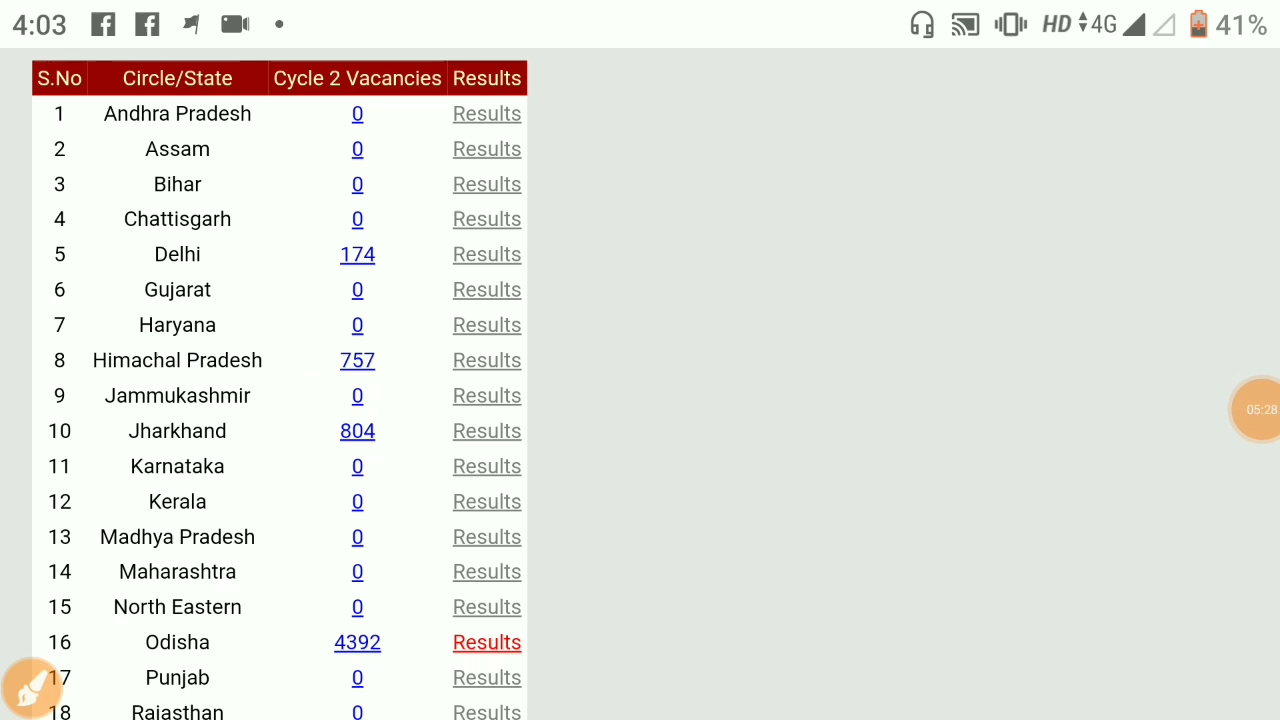 4:03 HD 4G 41%
S.No Circle/State Cycle 2 Vacancies Results
1 Andhra Pradesh 0 Results
2 Assam 0 Results
3 Bihar 0 Results
4 Chattisgarh 0 Results
5 Delhi 174 Results
6 Gujarat 0 Results
7 Haryana 0 Results
8 Himachal Pradesh 757 Results
9 Jammukashmir 0 Results
05:28
10 Jharkhand 804 Results
11 Karnataka 0 Results
12 Kerala 0 Results
13 Madhya Pradesh 0 Results
14 Maharashtra 0 Results
15 North Eastern 0 Results
16 Odisha 4392 Results
17 Punjab 0 Results
18 Rajasthan 0 Results